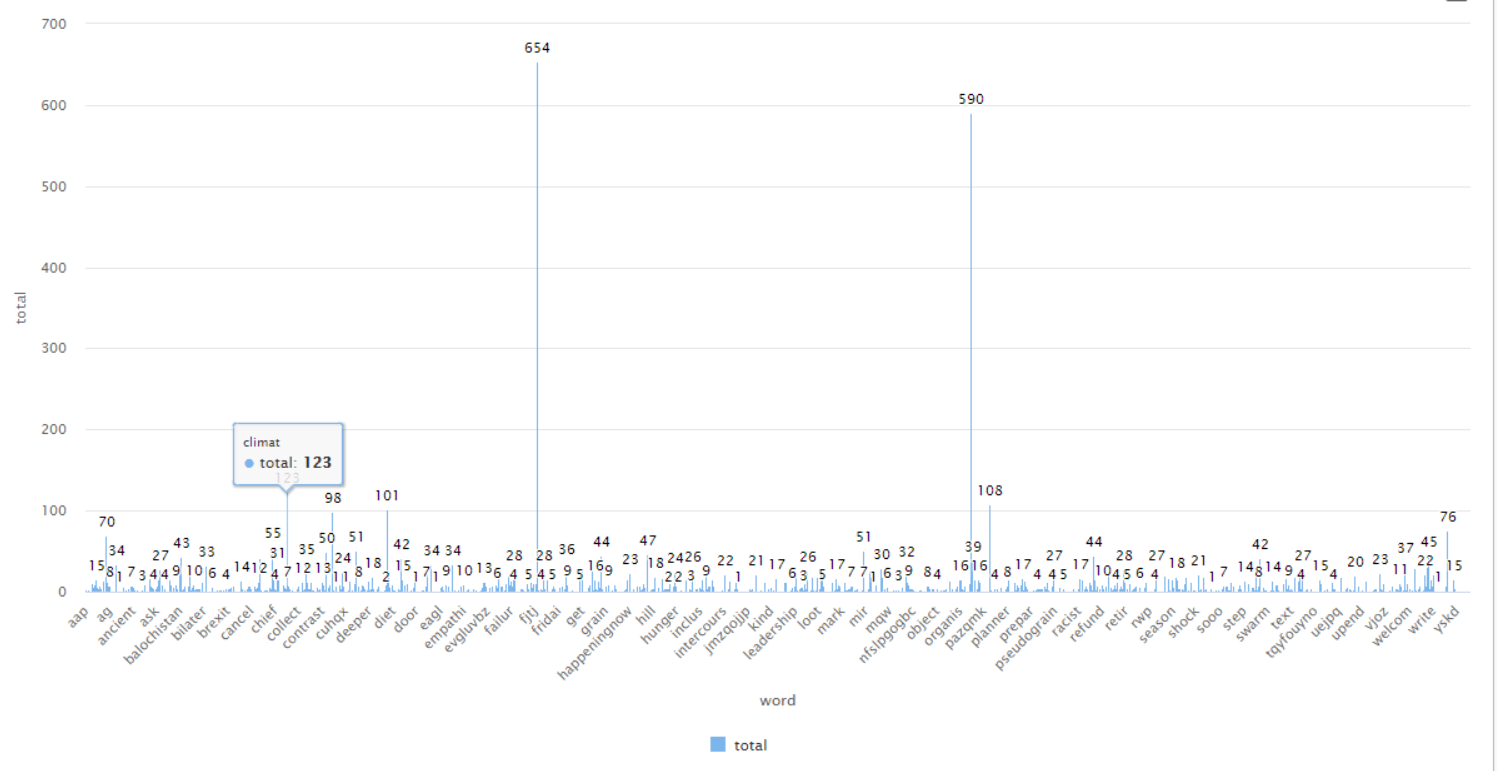 700
600
500
400
300
200
100
0
total
654
590
climat
total: 123
123
108
98
101
70
76
55
50
51
51
15 8 34 1 7 3 4 27 4 9 43 10 33 6 4 14 12 31 4 7 35 12 13 24 1 1 8 18 2 42 15 1 7 34 1 9 34 10 13 6 28 4 5 4 28 5 36 9 5 16 44 9 23 47 18 2 24 2 26 3 9 22 1 21 17 6 3 26 5 17 7 7 1 30 6 3 32 9 8 4 16 39 16 4 8 17 4 27 4 5 17 44 10 4 28 5 6 4 27 18 21 1 7 14 42 8 14 9 27 4 15 4 20 23 11 37 22 45 1 15
aap
ag
ancient
ask
balochistan
bilater
brexit
cancel
chief
collect
contrast
cuhqx
deeper
diet
door
eagl
empathi
evgluvbz
failur
fjtj
fridai
get
grain
happeningnow
hill
hunger
inclus
intercours
jmzqojjp
kind
leadership
loot
mark
mir
mqw
nfslpgogbc
object
organis
pazqmk
planner
prepar
pseudograin
racist
refund
retir
rwp
season
shock
sooo
step
swarm
text
tqyfouyno
uejpq
upend
vjoz
welcom
write
yskd
word
total